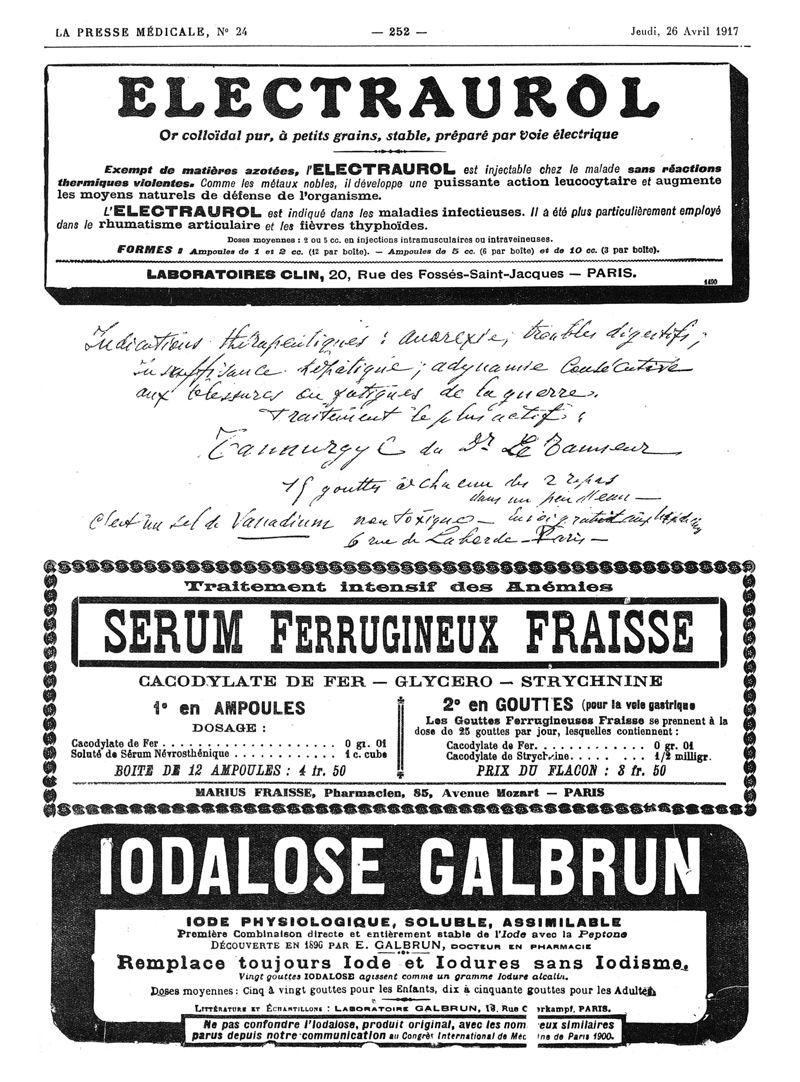 LA PRESSE MÉDICALE, N° 24 — 252 — Jeudi, 26 Avril 1917
ELECTRAUROL
Or colloïdal pur, à petits grains, stable, préparé par voie électrique
Exempt de matières azotées, l'ELECTRAUROL est injectable chez le malade sans réactions
thermiques violentes. Comme les métaux nobles, il développe une puissante action leucocytaire et augmente
les moyens naturels de défense de l'organisme.
L'ELECTRAUROL est indiqué dans les maladies infectieuses. Il a été plus particulièrement employé
dans le rhumatisme articulaire et les fièvres thyphoïdes.
Doses moyennes : 2 ou 5 cc. en injections intramusculaires ou intraveineuses.
FORMES : Ampoules de 1 et 2 cc. (12 par boîte). — Ampoules de 5 cc. (6 par boîte) et de 10 cc. (3 par boîte).
LABORATOIRES CLIN, 20, Rue des Fossés-Saint-Jacques — PARIS.
1490
Indications thérapeutiques : anorexie, troubles digestifs,
insuffisance hépatique, adynamie consécutive
aux blessures ou fatigues de la guerre.
Traitement le plus actif :
Tannurgyl du Dr Le Tanneur
15 gouttes à chacun des 2 repas
dans un peu d'eau —
C'est un sel de Vanadium non toxique — Envoi gratuit aux
6 rue de Laborde — Paris —
Traitement intensif des Anémies
SERUM FERRUGINEUX FRAISSE
CACODYLATE DE FER — GLYCERO — STRYCHNINE
1° en AMPOULES
DOSAGE :
Cacodylate de Fer . . . . . . . . . . . . . . . . . . . . 0 gr. 01
Soluté de Sérum Névrosthénique . . . . . . . . . . . . 1 c. cube
BOITE DE 12 AMPOULES : 4 fr. 50
2° en GOUTTES (pour la voie gastrique
Les Gouttes Ferrugineuses Fraisse se prennent à la
dose de 25 gouttes par jour, lesquelles contiennent :
Cacodylate de Fer. . . . . . . . . . . . . 0 gr. 01
Cacodylate de Strychnine. . . . . . . 1/2 milligr.
PRIX DU FLACON : 3 fr. 50
MARIUS FRAISSE, Pharmacien, 85, Avenue Mozart — PARIS
IODALOSE GALBRUN
IODE PHYSIOLOGIQUE, SOLUBLE, ASSIMILABLE
Première Combinaison directe et entièrement stable de l'Iode avec la Peptone
DÉCOUVERTE EN 1896 PAR E. GALBRUN, DOCTEUR EN PHARMACIE
Remplace toujours Iode et Iodures sans Iodisme.
Vingt gouttes IODALOSE agissent comme un gramme Iodure alcalin.
Doses moyennes : Cinq à vingt gouttes pour les Enfants, dix à cinquante gouttes pour les Adultes
LITTÉRATURE ET ÉCHANTILLONS : LABORATOIRE GALBRUN, 18, Rue Oberkampf, PARIS.
Ne pas confondre l'Iodalose, produit original, avec les nombreux similaires
parus depuis notre communication au Congrès International de Médecine de Paris 1900.